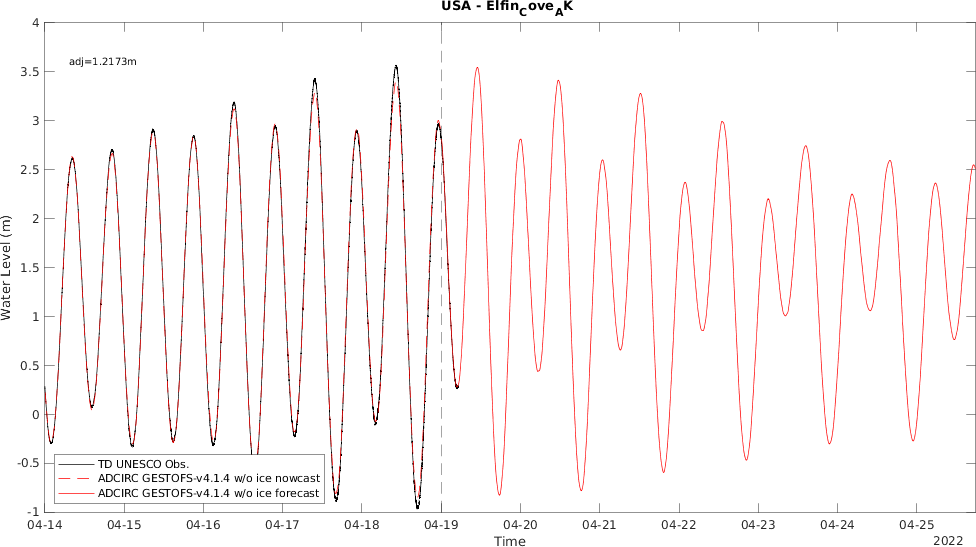 USA - Elfin_Cove_AK
adj=1.2173m
4
3.5
3
2.5
2
1.5
1
0.5
0
-0.5
-1
Water Level (m)
TD UNESCO Obs.
ADCIRC GESTOFS-v4.1.4 w/o ice nowcast
ADCIRC GESTOFS-v4.1.4 w/o ice forecast
04-14 04-15 04-16 04-17 04-18 04-19 04-20 04-21 04-22 04-23 04-24 04-25
Time
2022